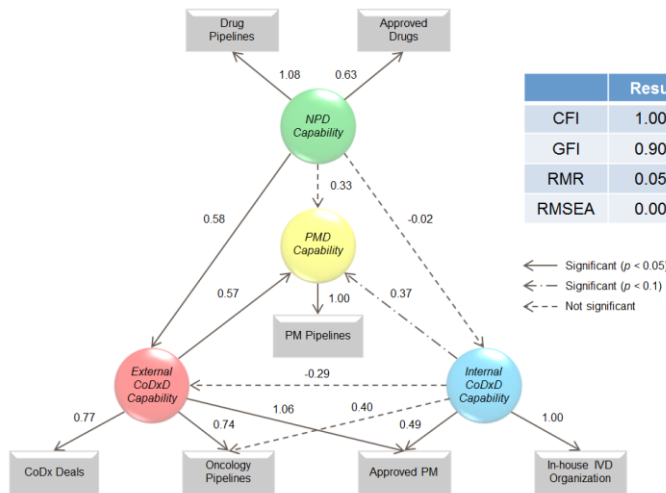 Drug
Pipelines
Approved
Drugs
1.08
0.63
NPD
Capability
CFI
1.00
GFI
0.90
RMR
0.05
RMSEA
0.00
0.33
0.58
-0.02
PMD
Capability
Significant (p < 0.05)
Significant (p < 0.1)
Not significant
0.57
1.00
0.37
PM Pipelines
External
CoDxD
Capability
Internal
CoDxD
Capability
-0.29
0.77
0.74
1.06
0.40
0.49
1.00
CoDx Deals
Oncology
Pipelines
Approved PM
In-house IVD
Organization